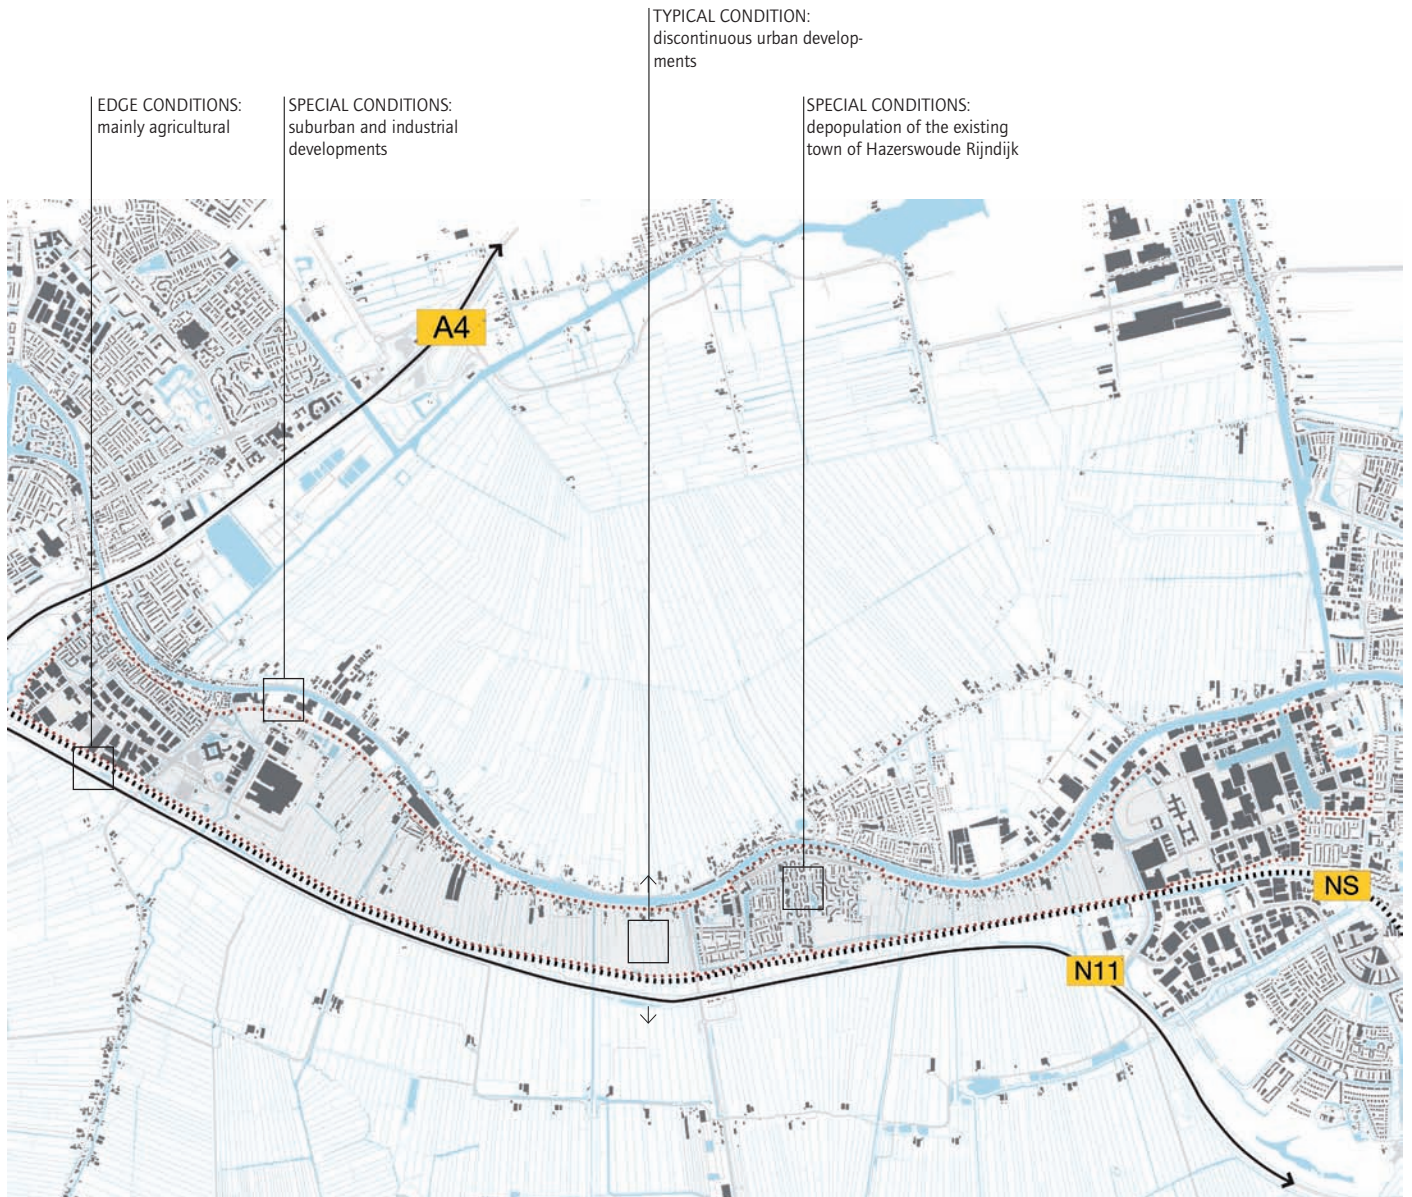 TYPICAL CONDITION:
discontinuous urban develop-
ments
EDGE CONDITIONS:
mainly agricultural
SPECIAL CONDITIONS:
suburban and industrial
developments
SPECIAL CONDITIONS:
depopulation of the existing
town of Hazerswoude Rijndijk
A4
NS
N11